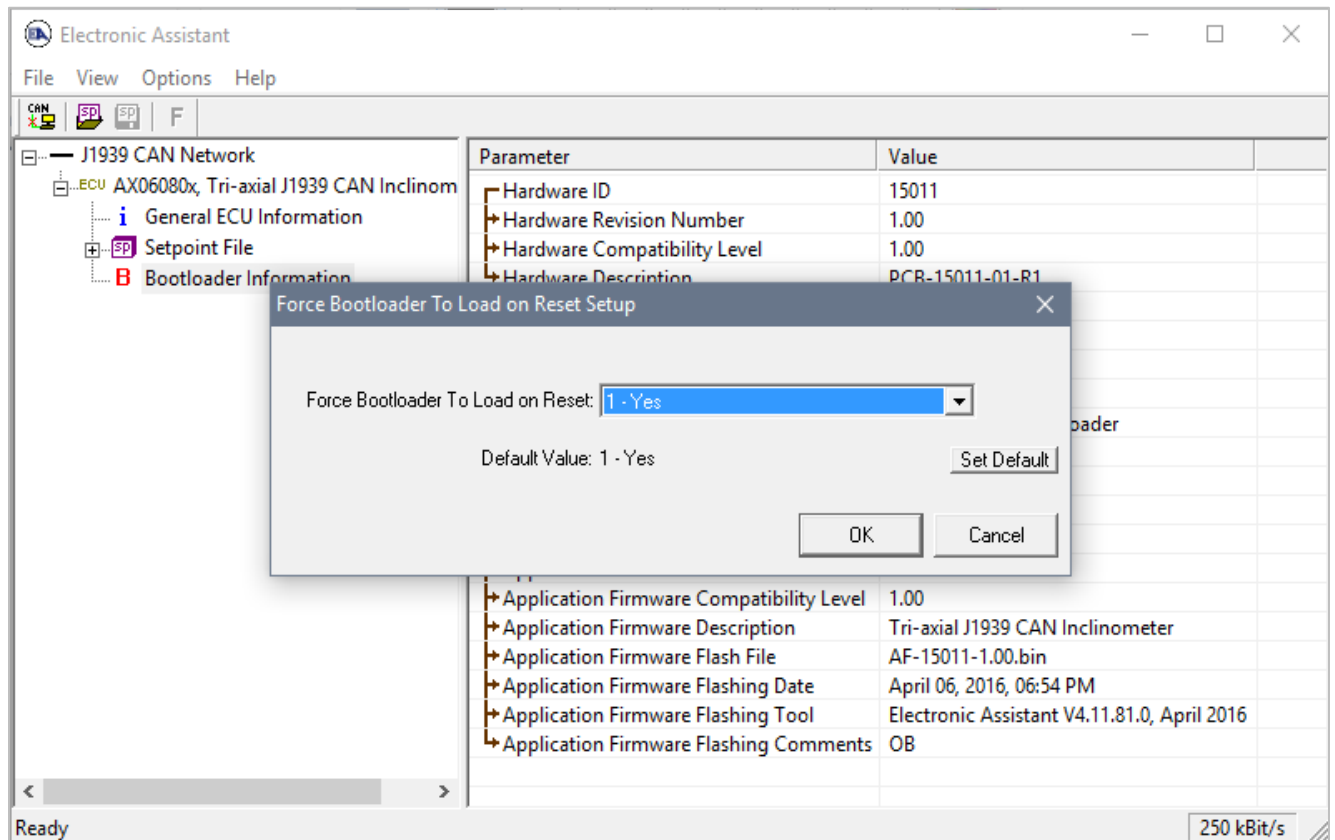 Electronic Assistant
File View Options Help
CAN SP SP F
J1939 CAN Network
ECU AX06080x, Tri-axial J1939 CAN Inclinom
i General ECU Information
SP Setpoint File
B Bootloader Information
Parameter Value
Hardware ID 15011
Hardware Revision Number 1.00
Hardware Compatibility Level 1.00
Hardware Description PCB-15011-01-R1
Force Bootloader To Load on Reset Setup
Force Bootloader To Load on Reset: 1 - Yes
oader
Default Value: 1 - Yes Set Default
OK Cancel
Application Firmware Compatibility Level 1.00
Application Firmware Description Tri-axial J1939 CAN Inclinometer
Application Firmware Flash File AF-15011-1.00.bin
Application Firmware Flashing Date April 06, 2016, 06:54 PM
Application Firmware Flashing Tool Electronic Assistant V4.11.81.0, April 2016
Application Firmware Flashing Comments OB
Ready 250 kBit/s